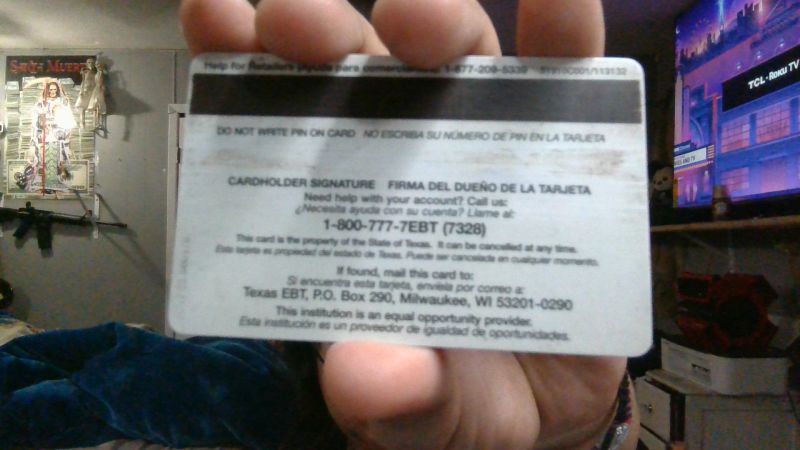 SANTA MUERTE
TCL · Roku TV
Help for Retailers /Ayuda para comerciantes: 1-877-209-5339
DO NOT WRITE PIN ON CARD NO ESCRIBA SU NÚMERO DE PIN EN LA TARJETA
CARDHOLDER SIGNATURE FIRMA DEL DUEÑO DE LA TARJETA
Need help with your account? Call us:
¿Necesita ayuda con su cuenta? Llame al:
1-800-777-7EBT (7328)
This card is the property of the State of Texas. It can be cancelled at any time.
Esta tarjeta es propiedad del estado de Texas. Puede ser cancelada en cualquier momento.
If found, mail this card to:
Si encuentra esta tarjeta, envíela por correo a:
Texas EBT, P.O. Box 290, Milwaukee, WI 53201-0290
This institution is an equal opportunity provider.
Esta institución es un proveedor de igualdad de oportunidades.